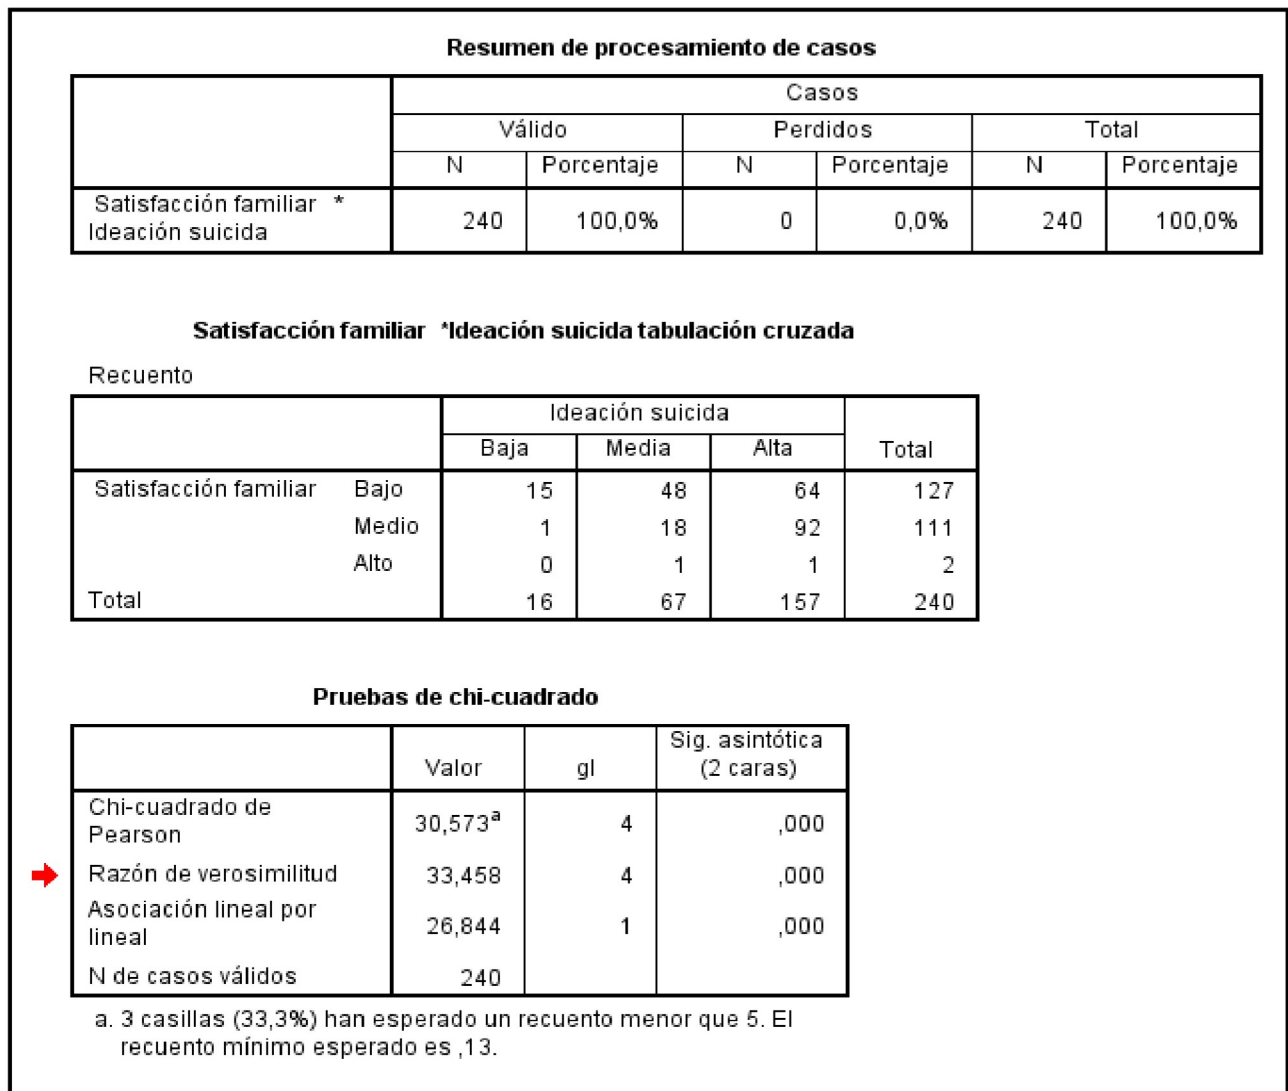 Resumen de procesamiento de casos
Casos
Válido Perdidos Total
N Porcentaje N Porcentaje N Porcentaje
Satisfacción familiar *
Ideación suicida
240 100,0% 0 0,0% 240 100,0%
Satisfacción familiar *Ideación suicida tabulación cruzada
Recuento
Ideación suicida
Baja Media Alta Total
Satisfacción familiar Bajo 15 48 64 127
Medio 1 18 92 111
Alto 0 1 1 2
Total 16 67 157 240
Pruebas de chi-cuadrado
Valor gl Sig. asintótica
(2 caras)
Chi-cuadrado de
Pearson
30,573a 4 ,000
Razón de verosimilitud 33,458 4 ,000
Asociación lineal por
lineal
26,844 1 ,000
N de casos válidos 240
a. 3 casillas (33,3%) han esperado un recuento menor que 5. El
recuento mínimo esperado es ,13.